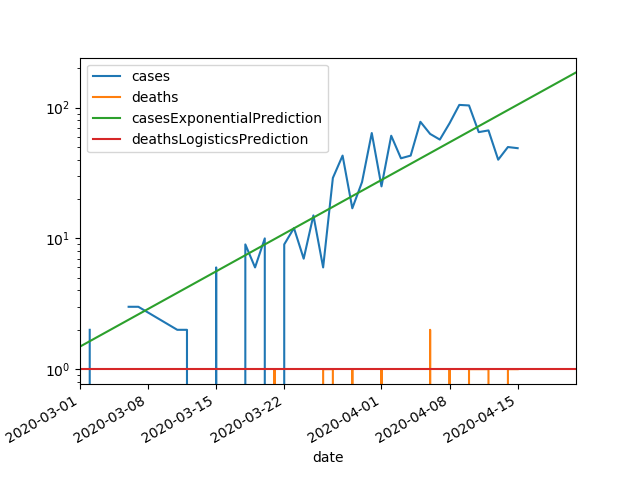 cases
deaths
casesExponentialPrediction
deathsLogisticsPrediction
10²
10¹
10⁰
2020-03-01
2020-03-08
2020-03-15
2020-03-22
2020-04-01
2020-04-08
2020-04-15
date